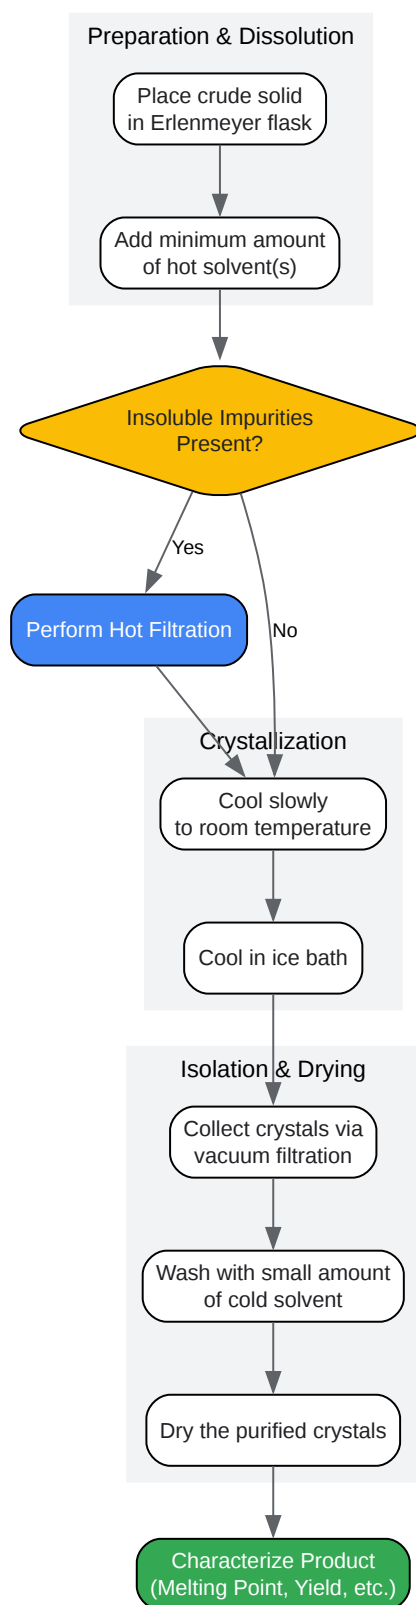 Preparation & Dissolution
Place crude solid
in Erlenmeyer flask
Add minimum amount
of hot solvent(s)
Insoluble Impurities
Present?
Yes
Perform Hot Filtration
No
Crystallization
Cool slowly
to room temperature
Cool in ice bath
Isolation & Drying
Collect crystals via
vacuum filtration
Wash with small amount
of cold solvent
Dry the purified crystals
Characterize Product
(Melting Point, Yield, etc.)